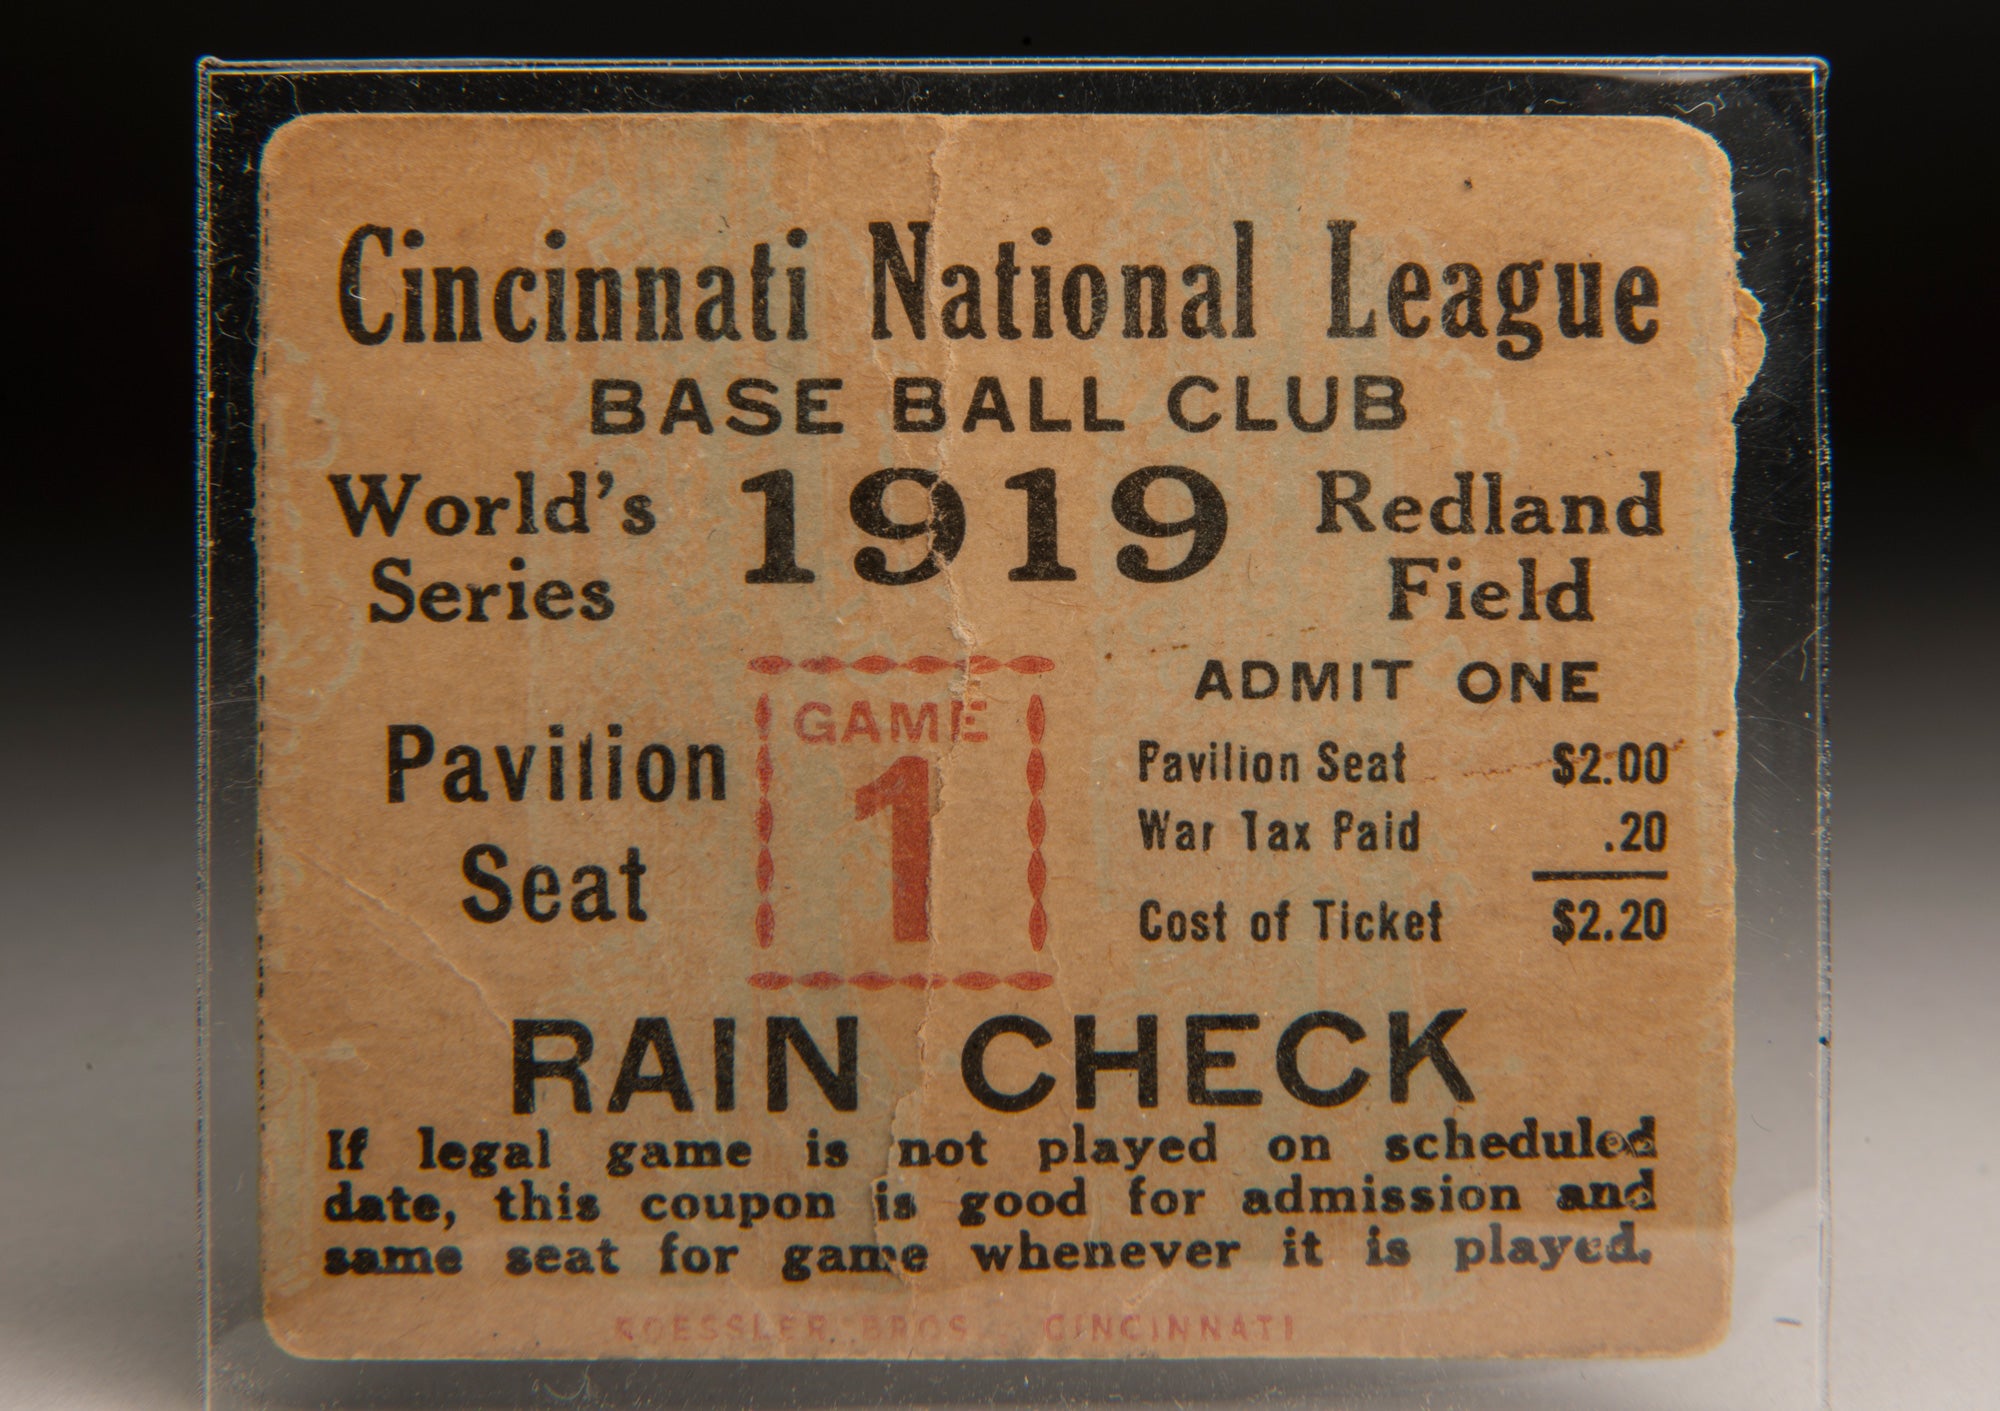 Cincinnati National League
BASE BALL CLUB
World's
Series
1919
Redland
Field
Pavilion
Seat
GAME
1
ADMIT ONE
Pavilion Seat $2.00
War Tax Paid .20
Cost of Ticket $2.20
RAIN CHECK
If legal game is not played on scheduled
date, this coupon is good for admission and
same seat for game whenever it is played.
KOESSLER BROS CINCINNATI